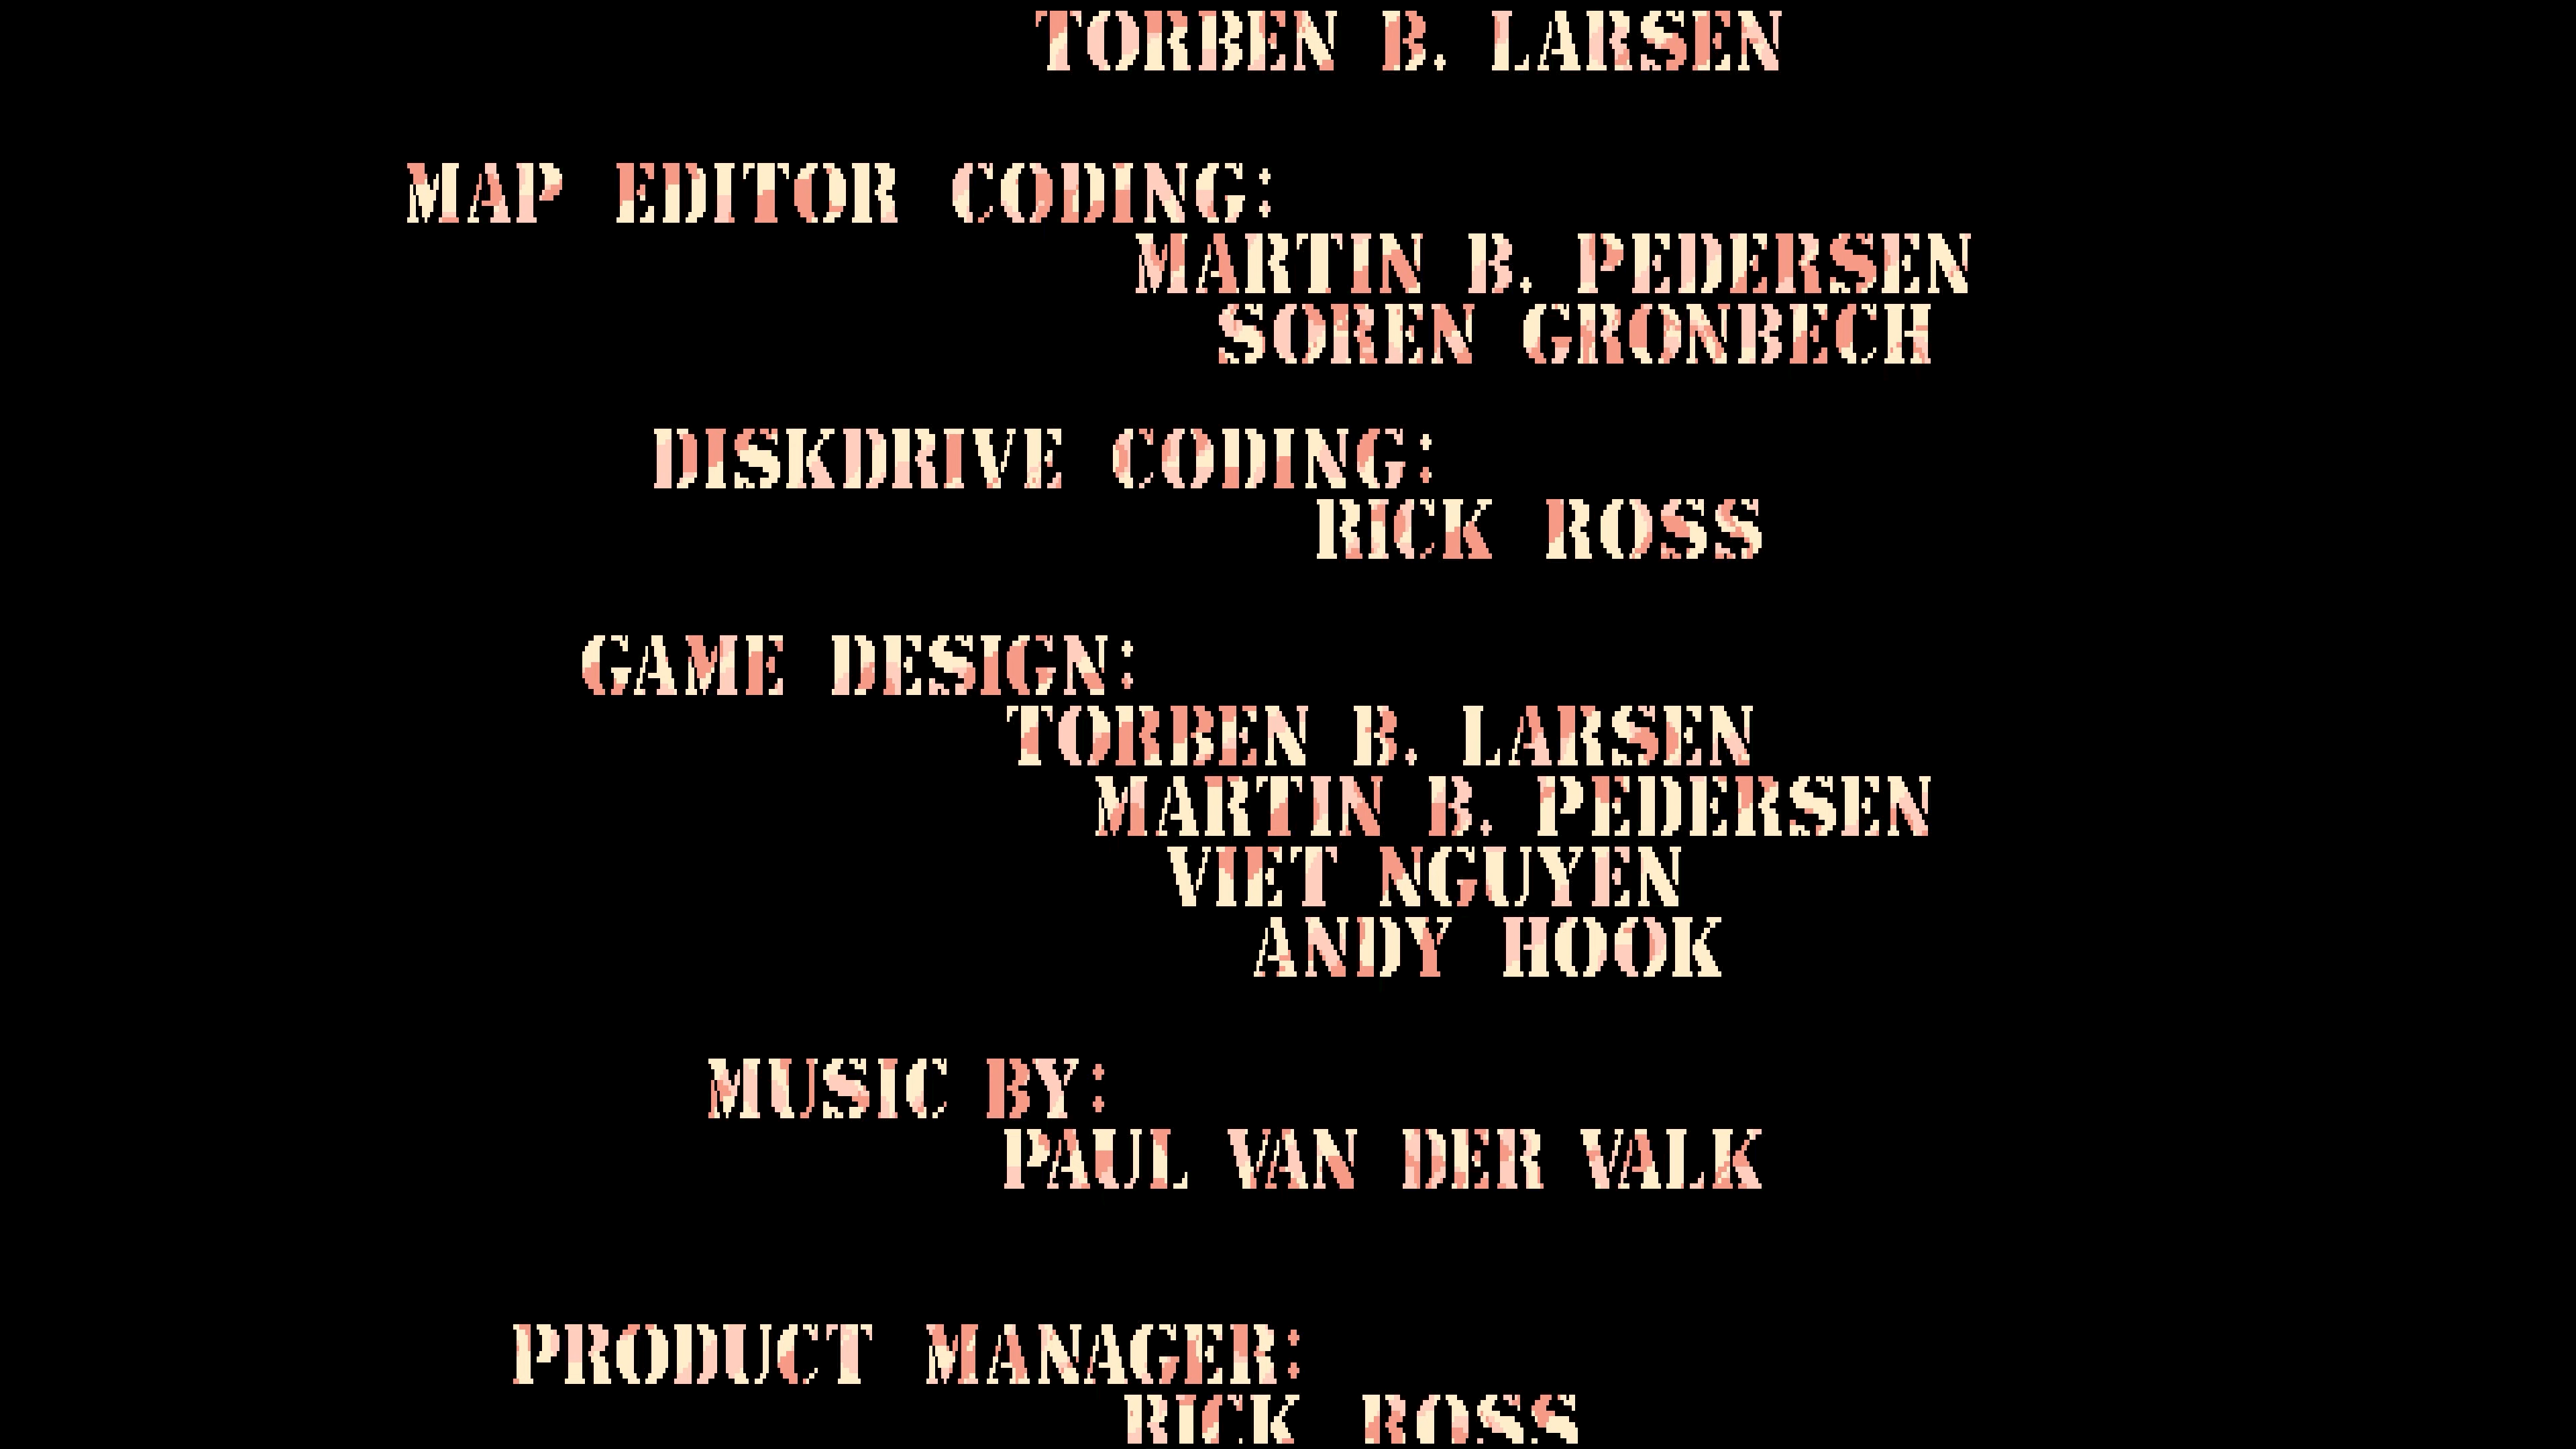 TORBEN B. LARSEN
MAP EDITOR CODING:
MARTIN B. PEDERSEN
SOREN GRONBECH
DISKDRIVE CODING:
RICK ROSS
GAME DESIGN:
TORBEN B. LARSEN
MARTIN B. PEDERSEN
VIET NGUYEN
ANDY HOOK
MUSIC BY:
PAUL VAN DER VALK
PRODUCT MANAGER:
RICK ROSS